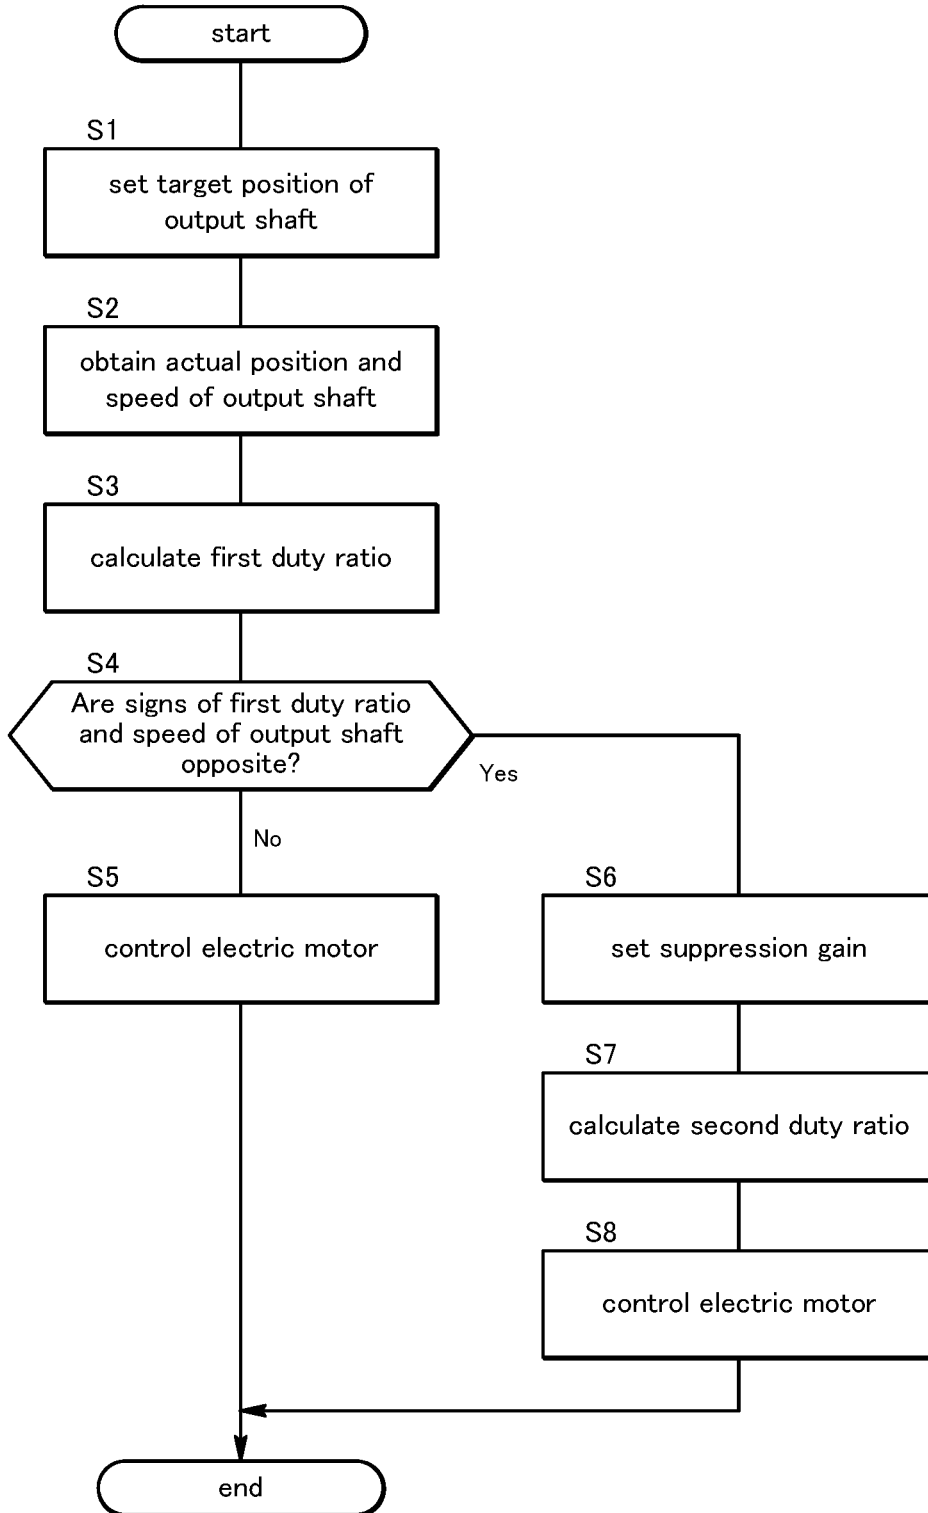 start
S1
set target position of
output shaft
S2
obtain actual position and
speed of output shaft
S3
calculate first duty ratio
S4
Are signs of first duty ratio
and speed of output shaft
opposite?
Yes
No
S5
control electric motor
S6
set suppression gain
S7
calculate second duty ratio
S8
control electric motor
end